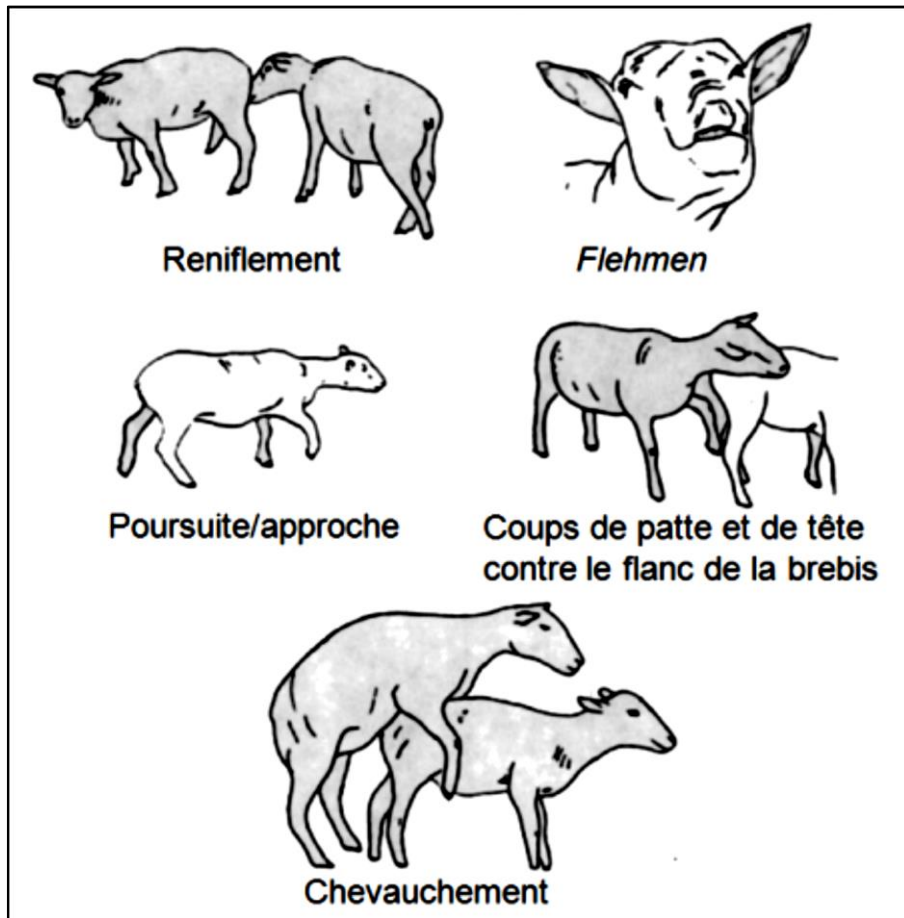 Reniflement
Flehmen
Poursuite/approche
Coups de patte et de tête
contre le flanc de la brebis
Chevauchement